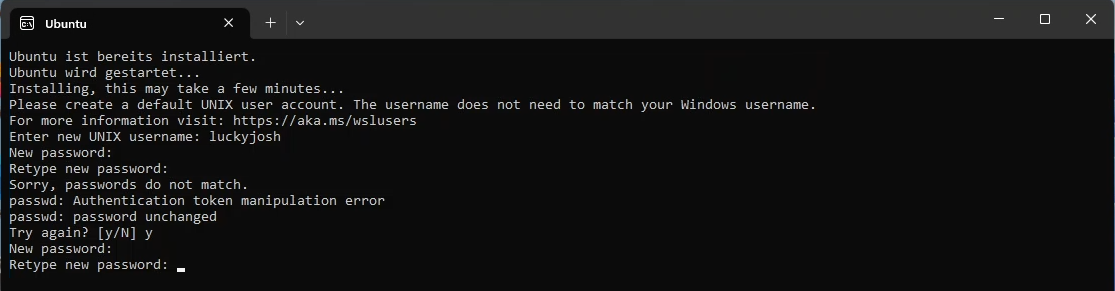 Ubuntu
Ubuntu ist bereits installiert.
Ubuntu wird gestartet...
Installing, this may take a few minutes...
Please create a default UNIX user account. The username does not need to match your Windows username.
For more information visit: https://aka.ms/wslusers
Enter new UNIX username: luckyjosh
New password:
Retype new password:
Sorry, passwords do not match.
passwd: Authentication token manipulation error
passwd: password unchanged
Try again? [y/N] y
New password:
Retype new password: